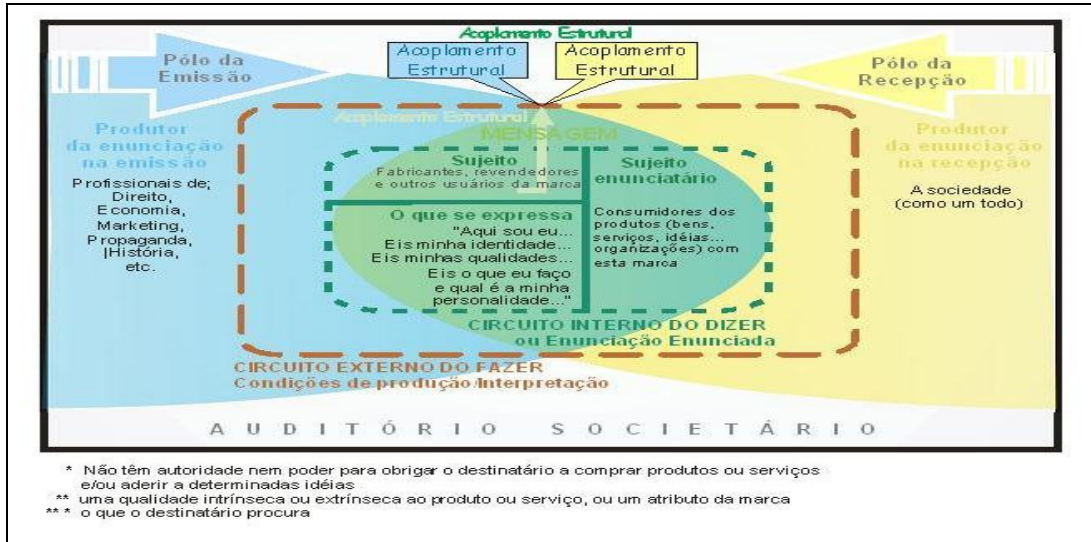 Acoplamento Estrutural
Acoplamento
Estrutural
Acoplamento
Estrutural
Pólo da
Emissão
Pólo da
Recepção
Acoplamento Estrutural
MENSAGEM
Produtor
da enunciação
na emissão
Profissionais de;
Direito,
Economia,
Marketing,
Propaganda,
|História,
etc.
Sujeito
Fabricantes, revendedores
e outros usuários da marca
O que se expressa
"Aqui sou eu...
Eis minha identidade...
Eis minhas qualidades...
Eis o que eu faço
e qual é a minha
personalidade..."
Sujeito
enunciatário
Consumidores dos
produtos (bens,
serviços, idéias...
organizações) com
esta marca
Produtor
da enunciação
na recepção
A sociedade
(como um todo)
CIRCUITO INTERNO DO DIZER
ou Enunciação Enunciada
CIRCUITO EXTERNO DO FAZER
Condições de produção/Interpretação
AUDITÓRIO SOCIETÁRIO
* Não têm autoridade nem poder para obrigar o destinatário a comprar produtos ou serviços
e/ou aderir a determinadas idéias
** uma qualidade intrínseca ou extrínseca ao produto ou serviço, ou um atributo da marca
*** o que o destinatário procura